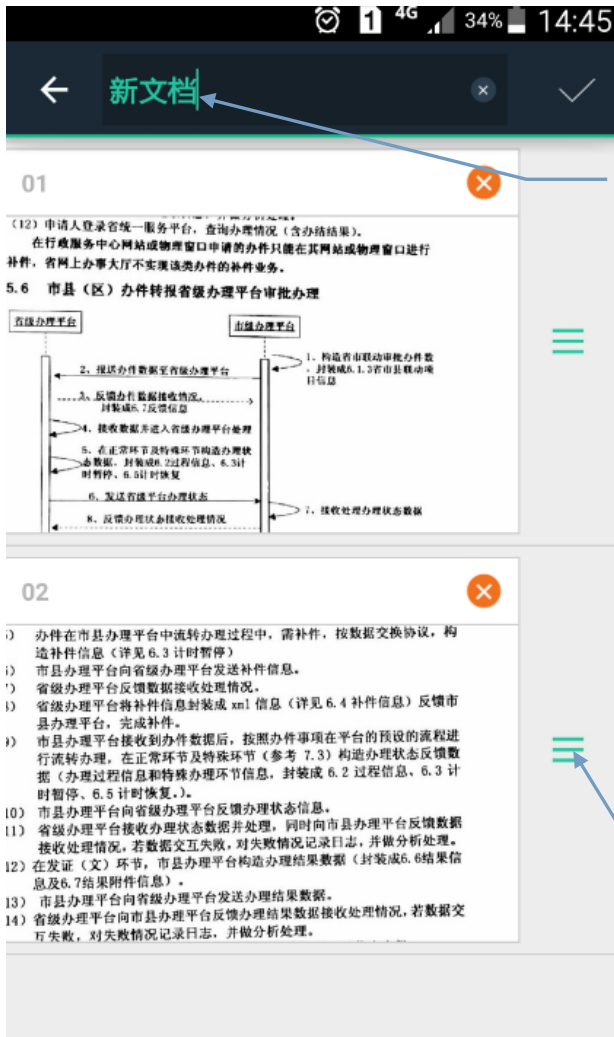 1 4G 34% 14:45
新文档
01
(12) 申请人登录省统一服务平台，查询办理情况（含办结结果）。
在行政服务中心网站或物理窗口申请的办件只能在其网站或物理窗口进行
补件，省网上办事大厅不实现该类办件的补件业务。
5.6 市县（区）办件转报省级办理平台审批办理
省级办理平台 市级办理平台
1、构造省市联动审批办件数
，封装成6.1.3省市县联动项
目信息
2、报送办件数据至省级办理平台
3、反馈办件数据接收情况，
封装成6.7反馈信息
4、接收数据并进入省级办理平台处理
5、在正常环节及特殊环节构造办理状
态数据，封装成6.2过程信息、6.3计
时暂停、6.5计时恢复
6、发送省级平台办理状态
7、接收处理办理状态数据
8、反馈办理状态接收处理情况
02
) 办件在市县办理平台中流转办理过程中，需补件，按数据交换协议，构
造补件信息（详见 6.3 计时暂停）
) 市县办理平台向省级办理平台发送补件信息。
) 省级办理平台反馈数据接收处理情况。
) 省级办理平台将补件信息封装成 xml 信息（详见 6.4 补件信息）反馈市
县办理平台，完成补件。
) 市县办理平台接收到办件数据后，按照办件事项在平台的预设的流程进
行流转办理，在正常环节及特殊环节（参考 7.3）构造办理状态反馈数
据（办理过程信息和特殊办理环节信息，封装成 6.2 过程信息、6.3 计
时暂停、6.5 计时恢复。）。
10) 市县办理平台向省级办理平台反馈办理状态信息。
11) 省级办理平台接收办理状态数据并处理，同时向市县办理平台反馈数据
接收处理情况，若数据交互失败，对失败情况记录日志，并做分析处理。
12) 在发证（文）环节，市县办理平台构造办理结果数据（封装成6.6结果信
息及6.7结果附件信息）。
13) 市县办理平台向省级办理平台发送办理结果数据。
14) 省级办理平台向市县办理平台反馈办理结果数据接收处理情况，若数据交
互失败，对失败情况记录日志，并做分析处理。